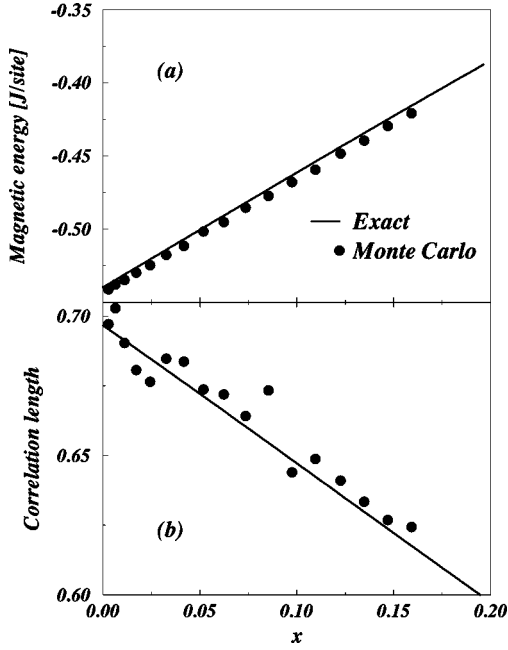 -0.35
-0.40
-0.45
-0.50
Magnetic energy [J/site]
(a)
Exact
Monte Carlo
0.70
0.65
0.60
Correlation length
(b)
0.00 0.05 0.10 0.15 0.20
x